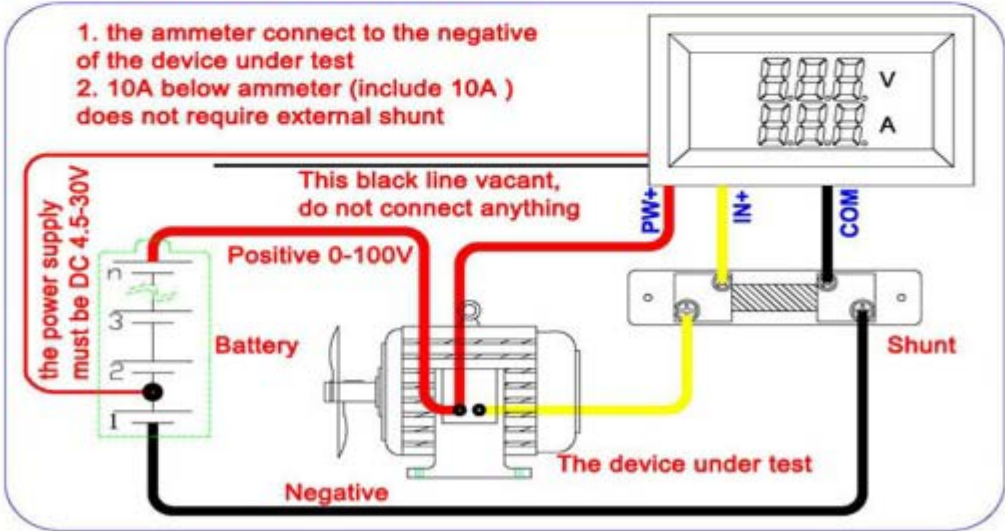 1. the ammeter connect to the negative
of the device under test
2. 10A below ammeter (include 10A )
does not require external shunt
V
A
This black line vacant,
do not connect anything
PW+
IN+
COM
the power supply
must be DC 4.5-30V
Positive 0-100V
n
3
2
1
Battery
Shunt
The device under test
Negative